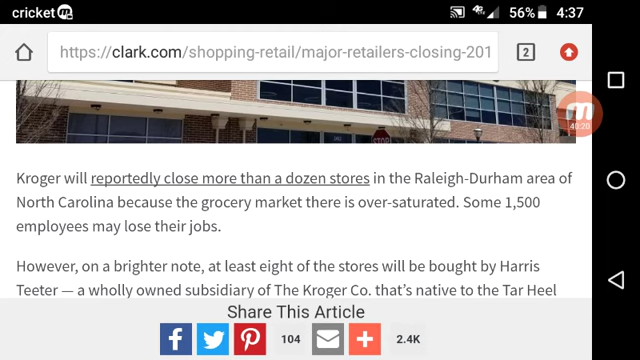 cricket
4G
56%
4:37
https://clark.com/shopping-retail/major-retailers-closing-201
2
STOP
40:20
Kroger will reportedly close more than a dozen stores in the Raleigh-Durham area of
North Carolina because the grocery market there is over-saturated. Some 1,500
employees may lose their jobs.
However, on a brighter note, at least eight of the stores will be bought by Harris
Teeter — a wholly owned subsidiary of The Kroger Co. that's native to the Tar Heel
Share This Article
104
2.4K